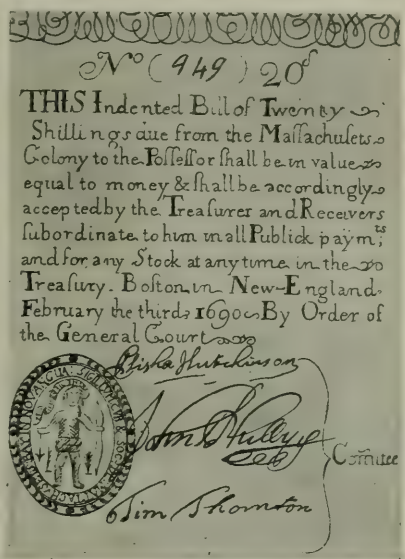 No (949) 20s
THIS Indented Bill of Twenty
Shillings due from the Maſſachuſets
Colony to the Poſſeſſor ſhall be in value
equal to money & ſhall be accordingly
accepted by the Treaſurer and Receivers
ſubordinate to him in all Publick paymts;
and for any Stock at any time in the
Treaſury. Boston in New-England
February the third 1690 By Order of
the General Court
Elisha Hutchinson
John
Comittee
Tim Thornton